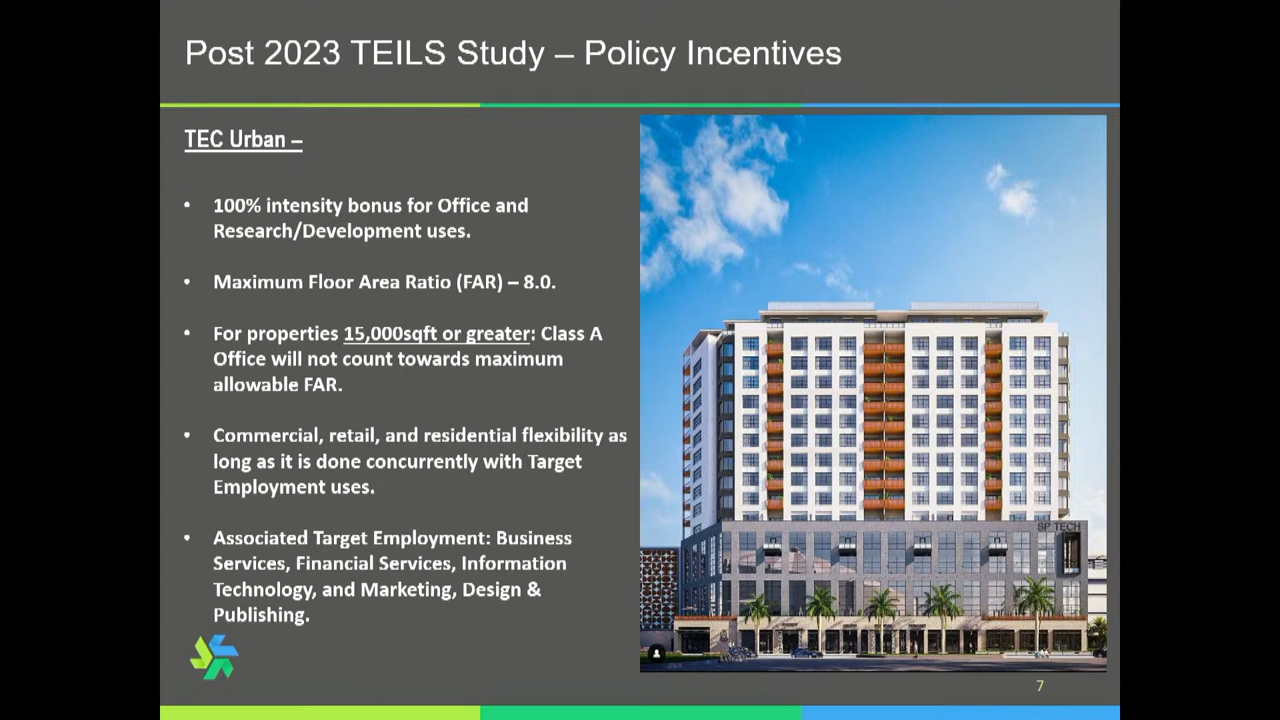 Post 2023 TEILS Study – Policy Incentives
TEC Urban –
• 100% intensity bonus for Office and
Research/Development uses.
• Maximum Floor Area Ratio (FAR) – 8.0.
• For properties 15,000sqft or greater: Class A
Office will not count towards maximum
allowable FAR.
• Commercial, retail, and residential flexibility as
long as it is done concurrently with Target
Employment uses.
• Associated Target Employment: Business
Services, Financial Services, Information
Technology, and Marketing, Design &
Publishing.
SP TECH
7